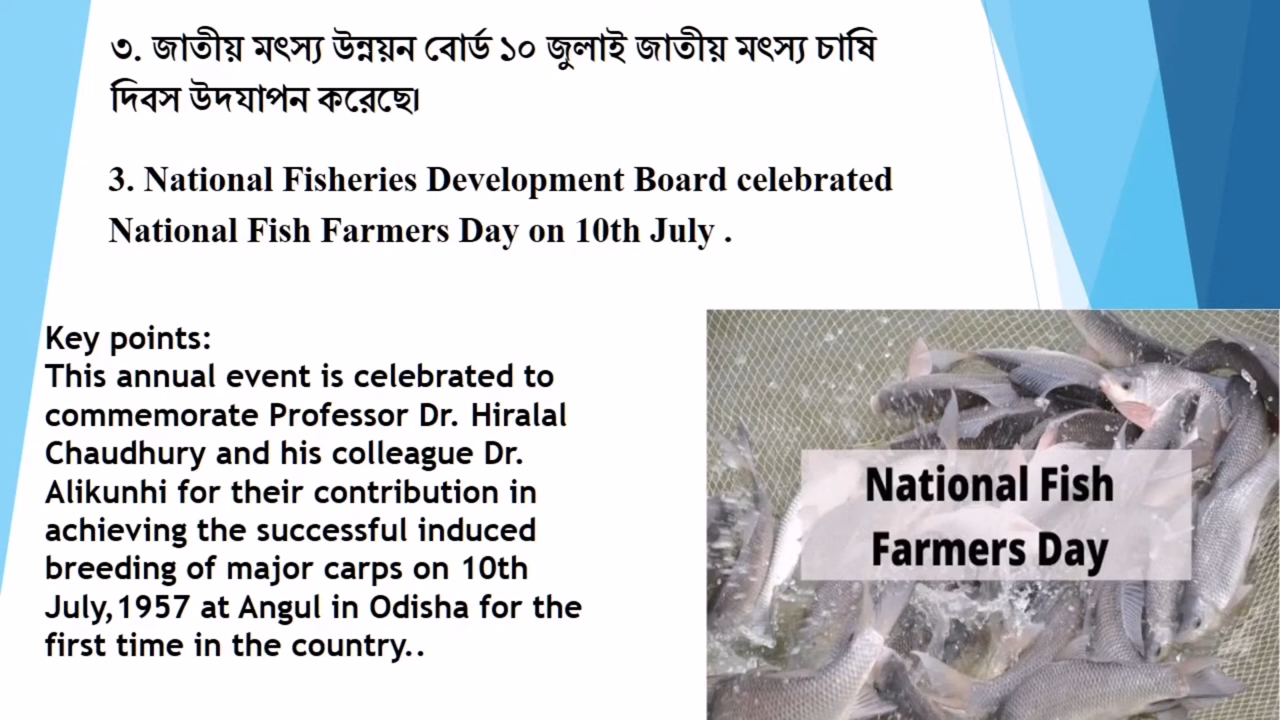 ৩. জাতীয় মৎস্য উন্নয়ন বোর্ড ১০ জুলাই জাতীয় মৎস্য চাষি
দিবস উদযাপন করেছে।
3. National Fisheries Development Board celebrated
National Fish Farmers Day on 10th July .
Key points:
This annual event is celebrated to
commemorate Professor Dr. Hiralal
Chaudhury and his colleague Dr.
Alikunhi for their contribution in
achieving the successful induced
breeding of major carps on 10th
July,1957 at Angul in Odisha for the
first time in the country..
National Fish
Farmers Day